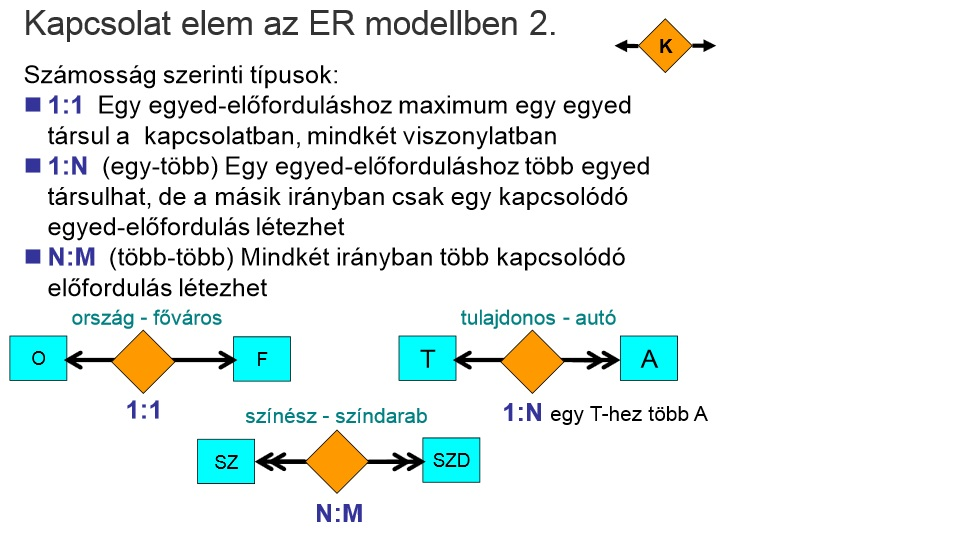 Kapcsolat elem az ER modellben 2.
K
Számosság szerinti típusok:
1:1 Egy egyed-előforduláshoz maximum egy egyed
társul a kapcsolatban, mindkét viszonylatban
1:N (egy-több) Egy egyed-előforduláshoz több egyed
társulhat, de a másik irányban csak egy kapcsolódó
egyed-előfordulás létezhet
N:M (több-több) Mindkét irányban több kapcsolódó
előfordulás létezhet
ország - főváros
O
F
1:1
tulajdonos - autó
T
A
1:N egy T-hez több A
színész - színdarab
SZ
SZD
N:M